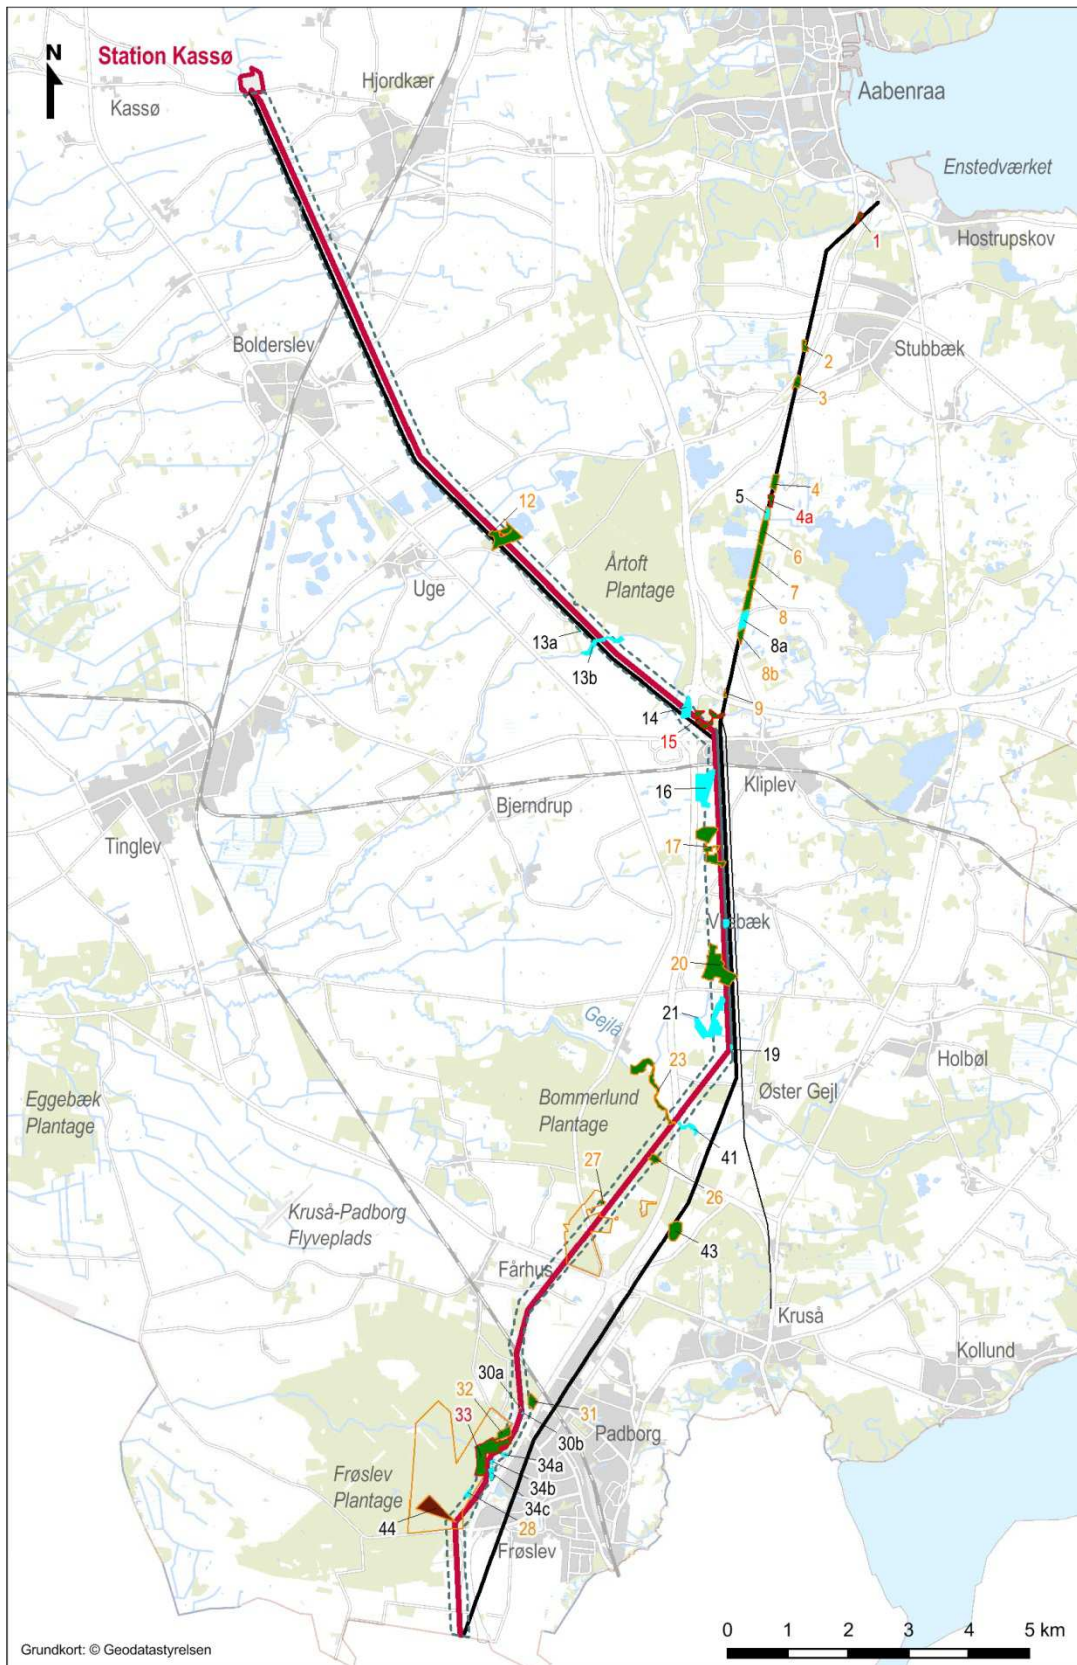 N
Station Kassø
Kassø
Hjordkær
Aabenraa
Enstedværket
1
Hostrupskov
Bolderslev
2
Stubbæk
3
4
5
4a
12
6
Årtoft
Plantage
7
Uge
8
13a
8a
13b
8b
9
14
15
Kliplev
16
Bjerndrup
Tinglev
17
20
21
Gejlå
19
Holbøl
23
Eggebæk
Plantage
Bommerlund
Plantage
Øster Gejl
41
27
26
Kruså-Padborg
Flyveplads
43
Fårhus
Kruså
Kollund
30a
32
33
31
30b
Padborg
34a
34b
34c
Frøslev
Plantage
44
28
Frøslev
0 1 2 3 4 5 km
Grundkort: © Geodatastyrelsen